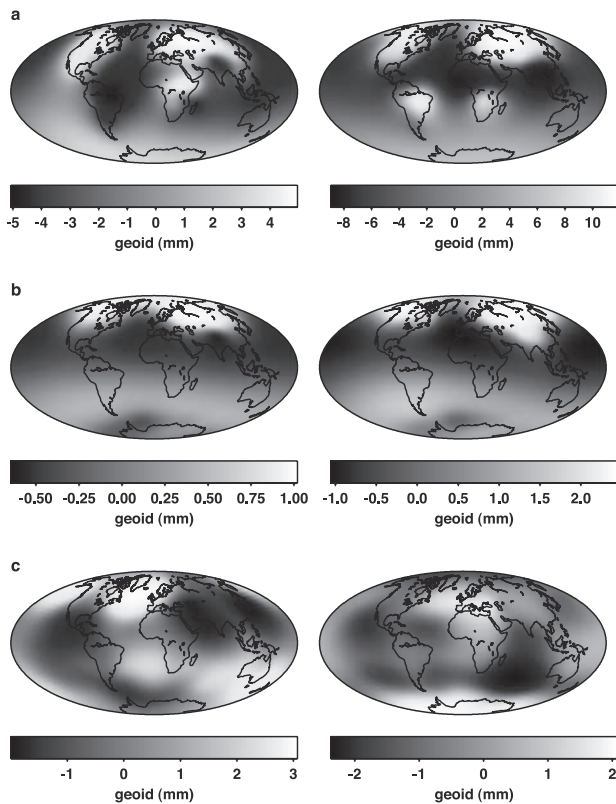 a
-5 -4 -3 -2 -1 0 1 2 3 4
geoid (mm)
-8 -6 -4 -2 0 2 4 6 8 10
geoid (mm)
b
-0.50 -0.25 0.00 0.25 0.50 0.75 1.00
geoid (mm)
-1.0 -0.5 0.0 0.5 1.0 1.5 2.0
geoid (mm)
c
-1 0 1 2 3
geoid (mm)
-2 -1 0 1 2
geoid (mm)